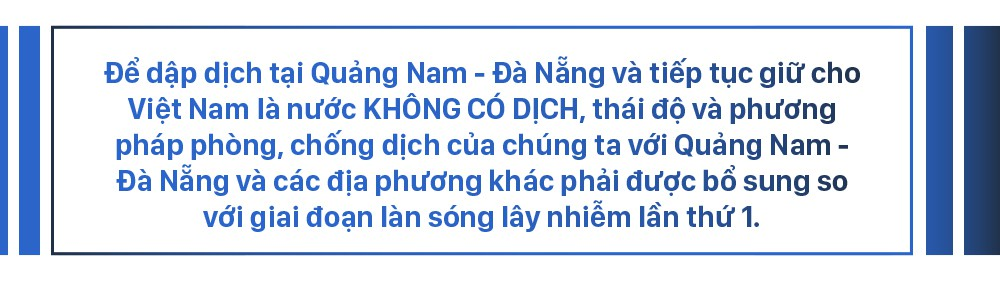 Để dập dịch tại Quảng Nam - Đà Nẵng và tiếp tục giữ cho
Việt Nam là nước KHÔNG CÓ DỊCH, thái độ và phương
pháp phòng, chống dịch của chúng ta với Quảng Nam -
Đà Nẵng và các địa phương khác phải được bổ sung so
với giai đoạn làn sóng lây nhiễm lần thứ 1.